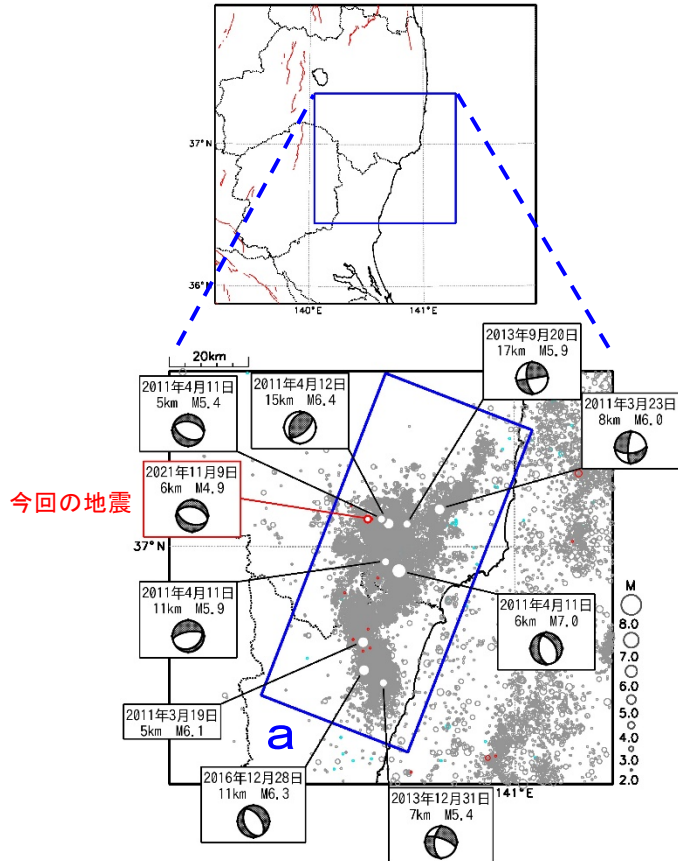 37°N
36°N
140°E
141°E
20km
2013年9月20日
17km M5.9
2011年4月11日
5km M5.4
2011年4月12日
15km M6.4
2011年3月23日
8km M6.0
2021年11月9日
6km M4.9
今回の地震
37°N
2011年4月11日
11km M5.9
2011年4月11日
6km M7.0
M
8.0
7.0
6.0
5.0
4.0
3.0
2.0
2011年3月19日
5km M6.1
a
2016年12月28日
11km M6.3
2013年12月31日
7km M5.4
141°E